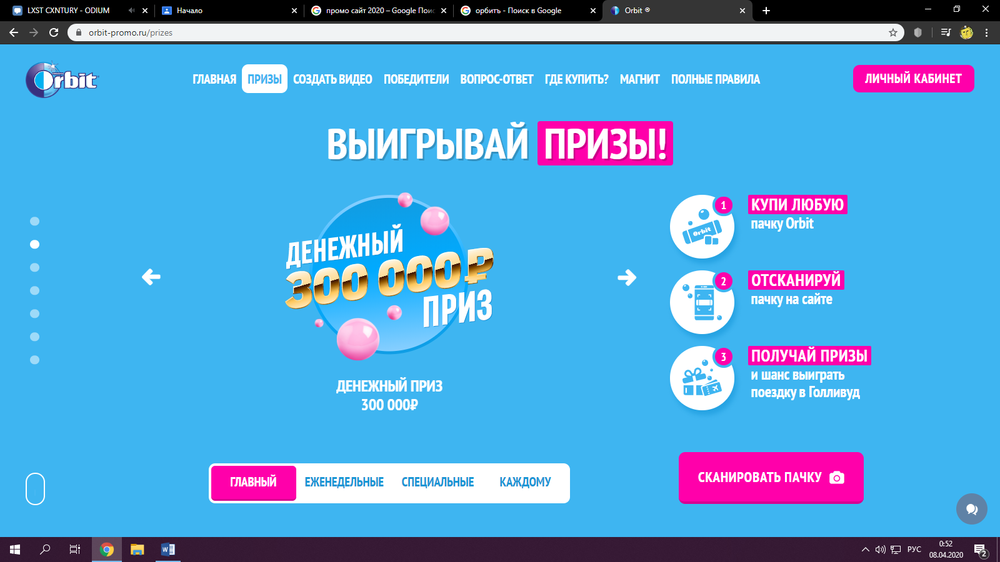 LXST CXNTURY - ODIUM
Начало
промо сайт 2020 – Google Пои
орбитъ - Поиск в Google
Orbit ®
orbit-promo.ru/prizes
Orbit
ГЛАВНАЯ
ПРИЗЫ
СОЗДАТЬ ВИДЕО
ПОБЕДИТЕЛИ
ВОПРОС-ОТВЕТ
ГДЕ КУПИТЬ?
МАГНИТ
ПОЛНЫЕ ПРАВИЛА
ЛИЧНЫЙ КАБИНЕТ
ВЫИГРЫВАЙ ПРИЗЫ!
ДЕНЕЖНЫЙ
300 000₽
ПРИЗ
ДЕНЕЖНЫЙ ПРИЗ
300 000₽
1
Orbit
КУПИ ЛЮБУЮ
пачку Orbit
2
ОТСКАНИРУЙ
пачку на сайте
3
ПОЛУЧАЙ ПРИЗЫ
и шанс выиграть
поездку в Голливуд
ГЛАВНЫЙ
ЕЖЕНЕДЕЛЬНЫЕ
СПЕЦИАЛЬНЫЕ
КАЖДОМУ
СКАНИРОВАТЬ ПАЧКУ
РУС
0:52
08.04.2020
2